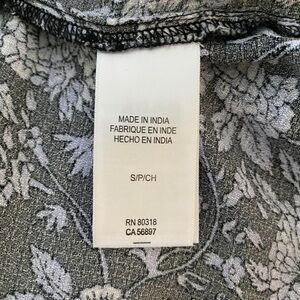 MADE IN INDIA
FABRIQUE EN INDE
HECHO EN INDIA
S/P/CH
RN 80318
CA 56897